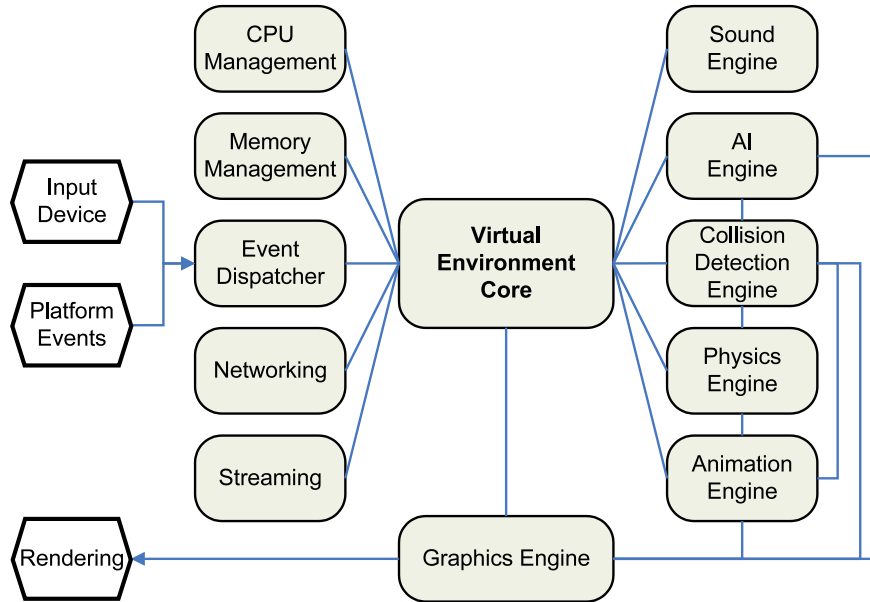 CPU
Management
Memory
Management
Input
Device
Event
Dispatcher
Platform
Events
Networking
Streaming
Rendering
Virtual
Environment
Core
Graphics Engine
Sound
Engine
AI
Engine
Collision
Detection
Engine
Physics
Engine
Animation
Engine